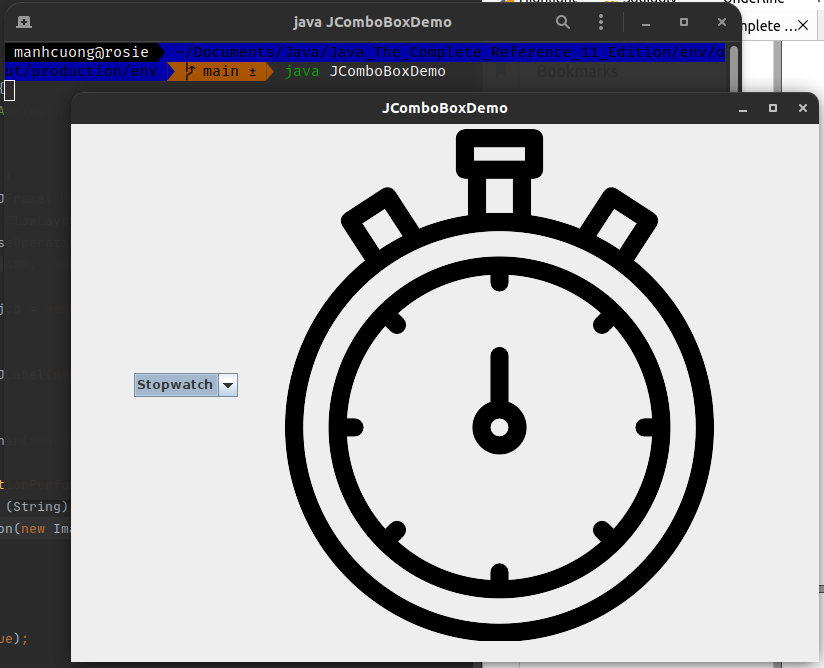 java JComboBoxDemo
manhcuong@rosie ~/Documents/Java/Java The Complete Reference 11 Edition/env/o
ut/production/env main ± java JComboBoxDemo
Bookmarks
JComboBoxDemo
Stopwatch
(String)
on(new Ima
ue);